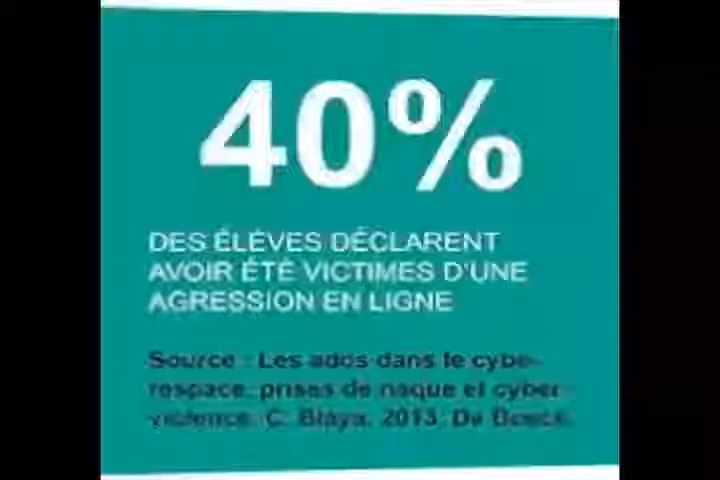 40%
DES ÉLÈVES DÉCLARENT
AVOIR ÉTÉ VICTIMES D'UNE
AGRESSION EN LIGNE
Source : Les ados dans le cybe-
respace, prises de risque et cyber-
violence, C. Blaya, 2013, De Boeck.